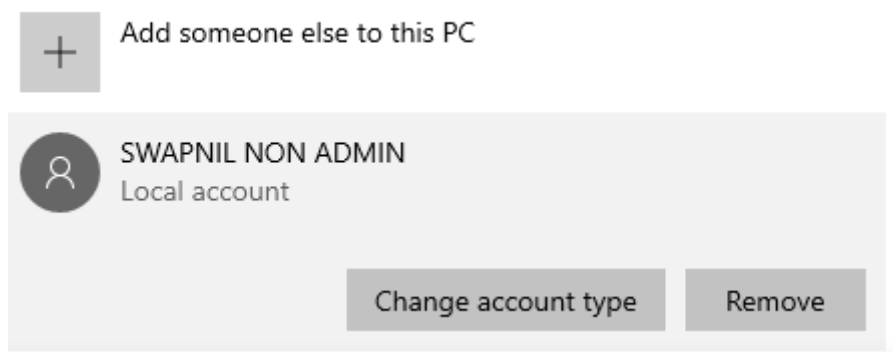 Add someone else to this PC
SWAPNIL NON ADMIN
Local account
Change account type Remove